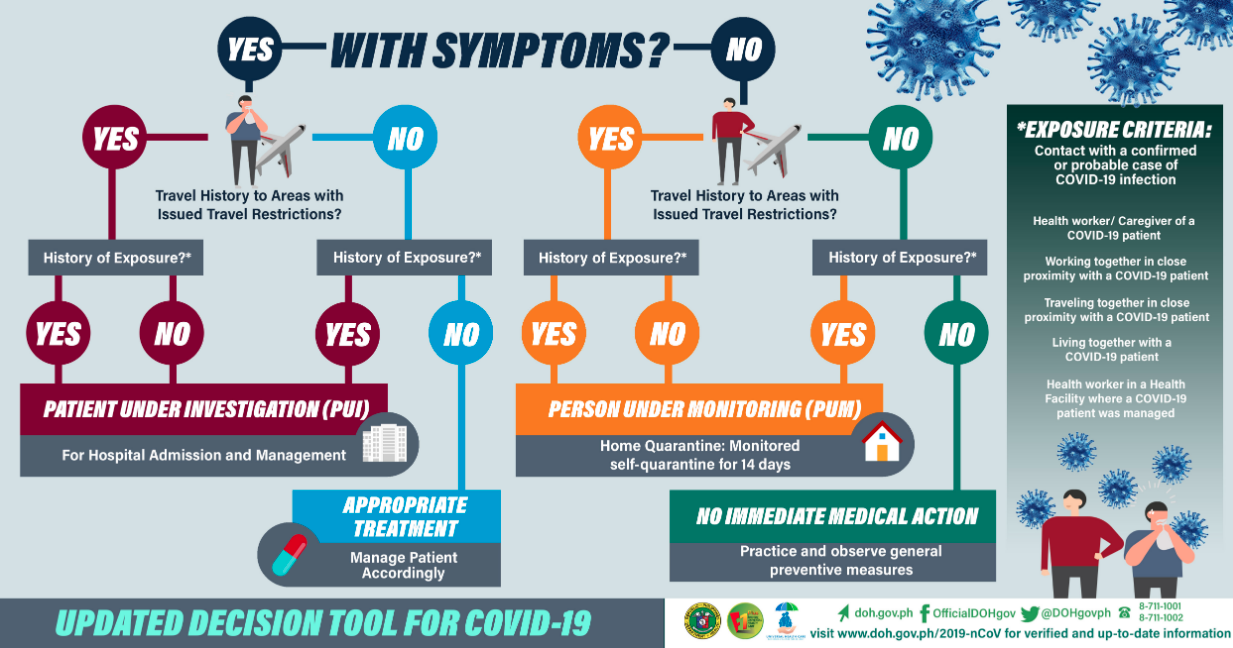 YES
WITH SYMPTOMS?
NO
YES
NO
YES
NO
Travel History to Areas with
Issued Travel Restrictions?
Travel History to Areas with
Issued Travel Restrictions?
History of Exposure?*
History of Exposure?*
History of Exposure?*
History of Exposure?*
YES
NO
YES
NO
YES
NO
YES
NO
PATIENT UNDER INVESTIGATION (PUI)
For Hospital Admission and Management
PERSON UNDER MONITORING (PUM)
Home Quarantine: Monitored
self-quarantine for 14 days
APPROPRIATE
TREATMENT
Manage Patient
Accordingly
NO IMMEDIATE MEDICAL ACTION
Practice and observe general
preventive measures
*EXPOSURE CRITERIA:
Contact with a confirmed
or probable case of
COVID-19 infection
Health worker/ Caregiver of a
COVID-19 patient
Working together in close
proximity with a COVID-19 patient
Traveling together in close
proximity with a COVID-19 patient
Living together with a
COVID-19 patient
Health worker in a Health
Facility where a COVID-19
patient was managed
UPDATED DECISION TOOL FOR COVID-19
doh.gov.ph OfficialDOHgov @DOHgovph 8-711-1001
8-711-1002
visit www.doh.gov.ph/2019-nCoV for verified and up-to-date information